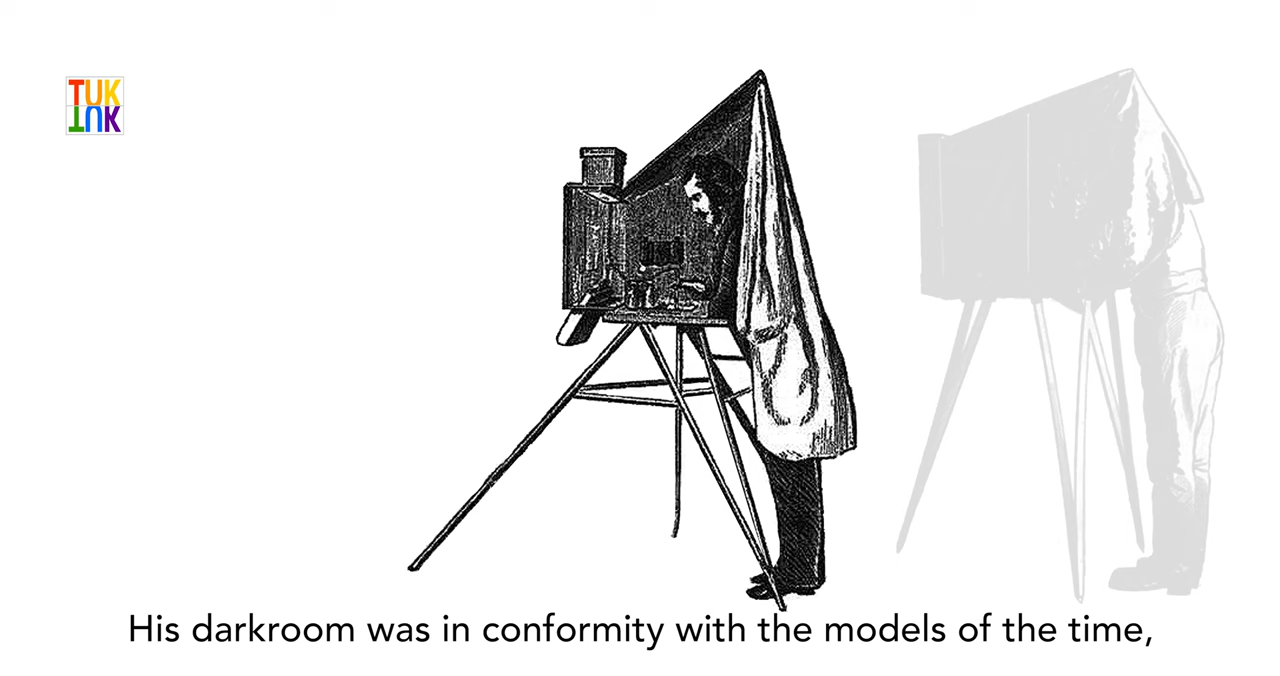 TUK
TUK
His darkroom was in conformity with the models of the time,